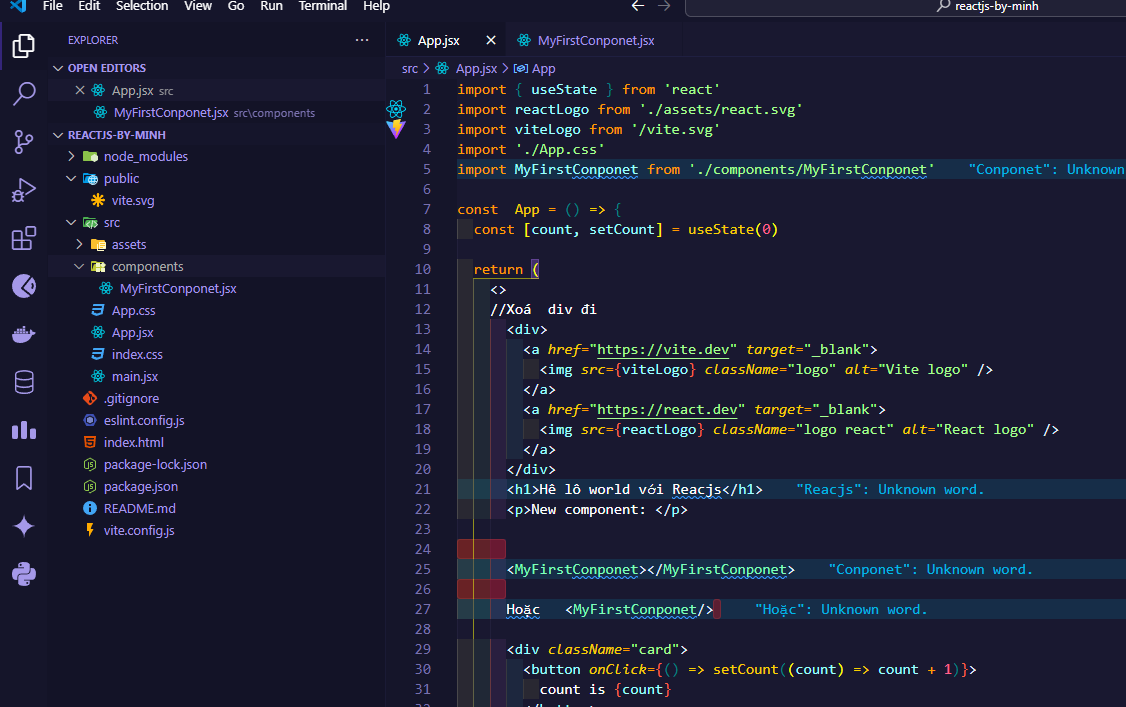 File Edit Selection View Go Run Terminal Help
reactjs-by-minh
EXPLORER
OPEN EDITORS
App.jsx src
MyFirstConponet.jsx src\components
REACTJS-BY-MINH
node_modules
public
vite.svg
src
assets
components
MyFirstConponet.jsx
App.css
App.jsx
index.css
main.jsx
.gitignore
eslint.config.js
index.html
package-lock.json
package.json
README.md
vite.config.js
App.jsx MyFirstConponet.jsx
src > App.jsx > App
1 import { useState } from 'react'
2 import reactLogo from './assets/react.svg'
3 import viteLogo from '/vite.svg'
4 import './App.css'
5 import MyFirstConponet from './components/MyFirstConponet' "Conponet": Unknown
6
7 const App = () => {
8 const [count, setCount] = useState(0)
9
10 return (
11 <>
12 //Xoá div đi
13 <div>
14 <a href="https://vite.dev" target="_blank">
15 <img src={viteLogo} className="logo" alt="Vite logo" />
16 </a>
17 <a href="https://react.dev" target="_blank">
18 <img src={reactLogo} className="logo react" alt="React logo" />
19 </a>
20 </div>
21 <h1>Hê lô world với Reacjs</h1> "Reacjs": Unknown word.
22 <p>New component: </p>
23
24
25 <MyFirstConponet></MyFirstConponet> "Conponet": Unknown word.
26
27 Hoặc <MyFirstConponet/> "Hoặc": Unknown word.
28
29 <div className="card">
30 <button onClick={() => setCount((count) => count + 1)}>
31 count is {count}